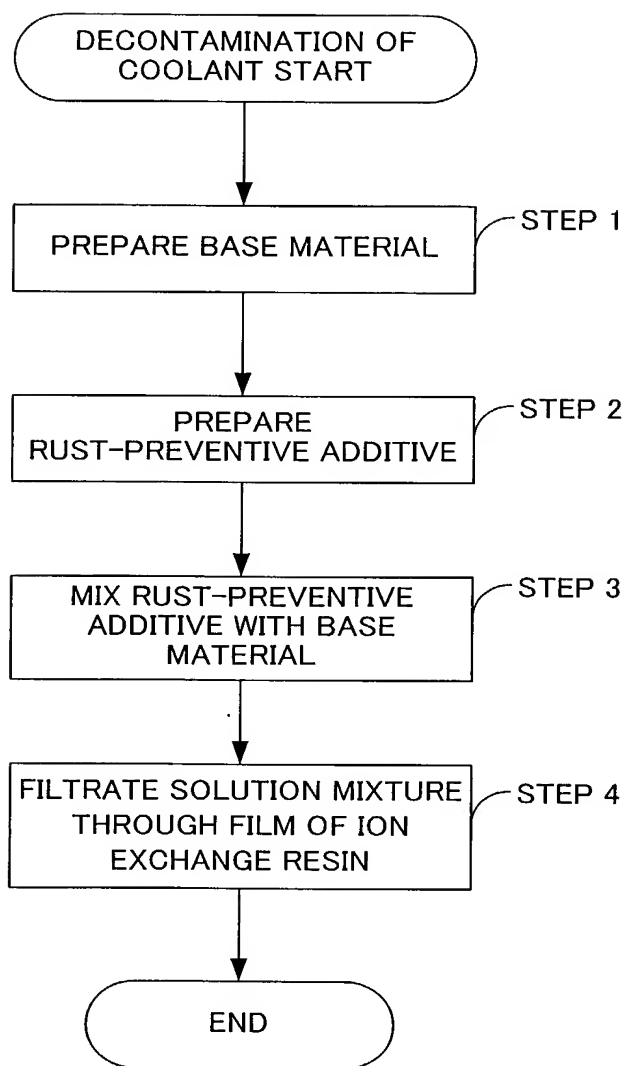 DECONTAMINATION OF
COOLANT START
STEP 1
PREPARE BASE MATERIAL
STEP 2
PREPARE
RUST-PREVENTIVE ADDITIVE
STEP 3
MIX RUST-PREVENTIVE
ADDITIVE WITH BASE
MATERIAL
STEP 4
FILTRATE SOLUTION MIXTURE
THROUGH FILM OF ION
EXCHANGE RESIN
END